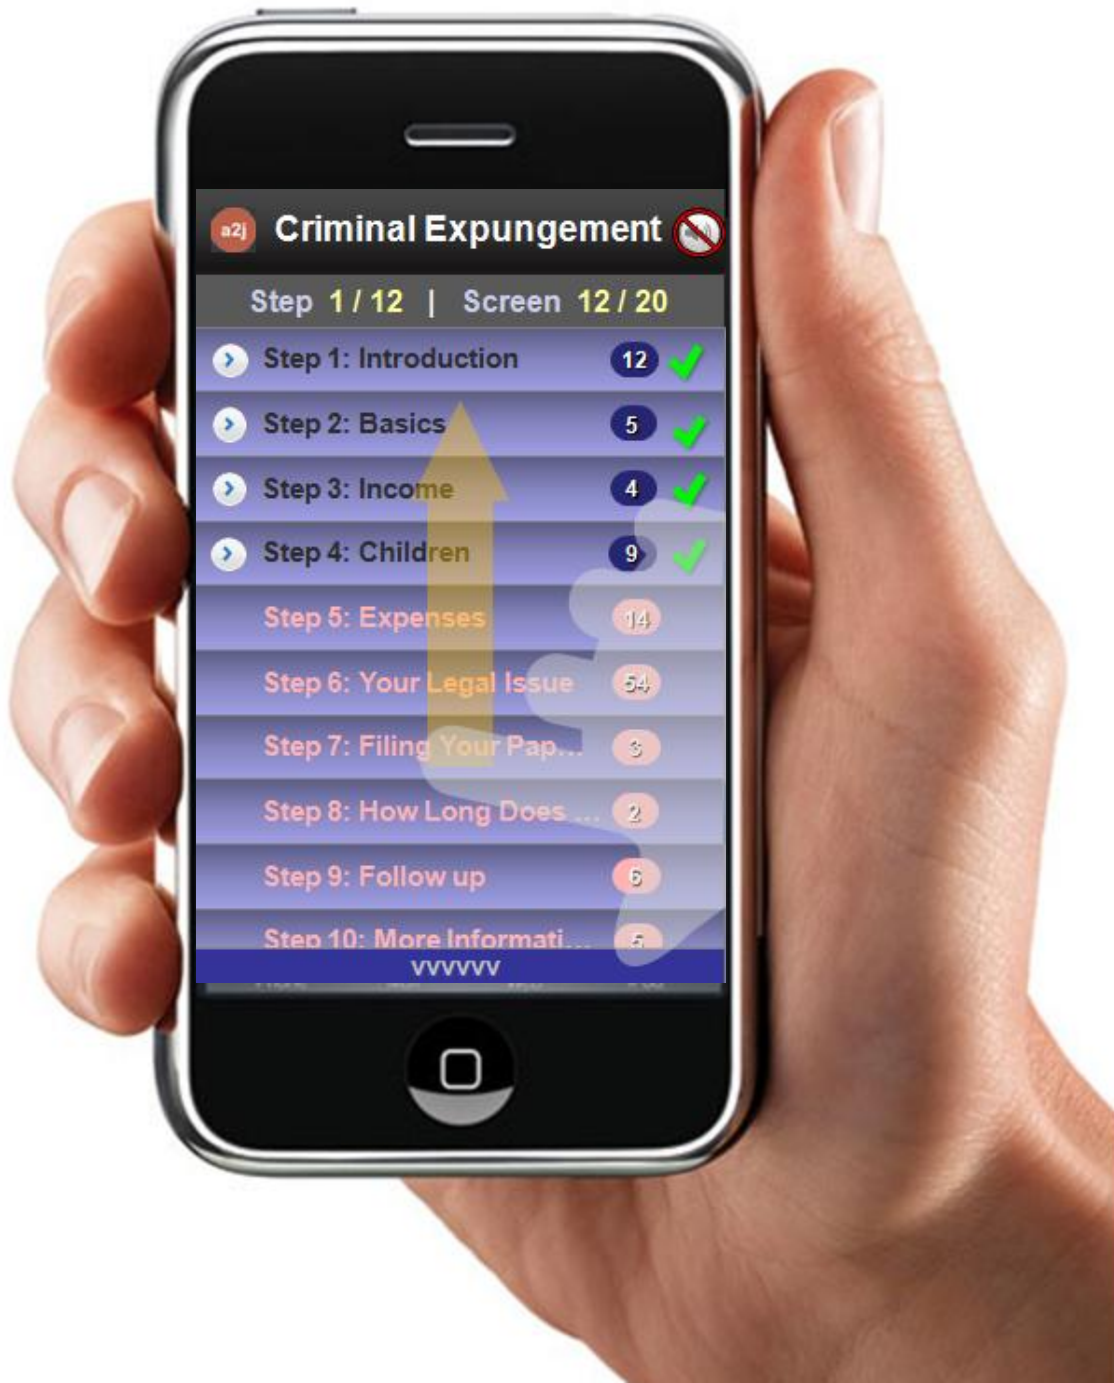 a2j Criminal Expungement
Step 1 / 12 | Screen 12 / 20
Step 1: Introduction 12
Step 2: Basics 5
Step 3: Income 4
Step 4: Children 9
Step 5: Expenses 14
Step 6: Your Legal Issue 54
Step 7: Filing Your Pap... 3
Step 8: How Long Does ... 2
Step 9: Follow up 6
Step 10: More Informati... 5
vvvvvv